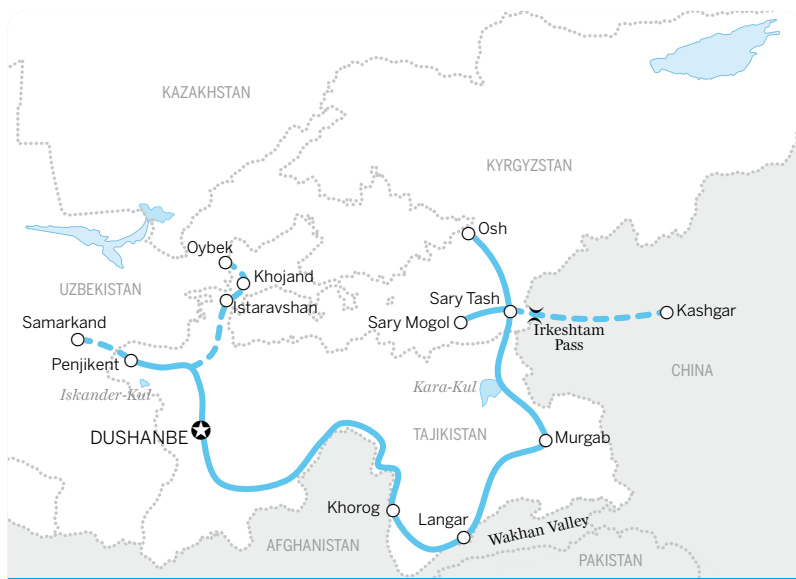 KAZAKHSTAN
KYRGYZSTAN
Osh
Oybek
Khojand
UZBEKISTAN
Istaravshan
Sary Tash
Samarkand
Sary Mogol
Kashgar
Irkeshtam
Pass
Penjikent
CHINA
Iskander-Kul
Kara-Kul
DUSHANBE
TAJIKISTAN
Murgab
Khorog
Langar
Wakhan Valley
AFGHANISTAN
PAKISTAN